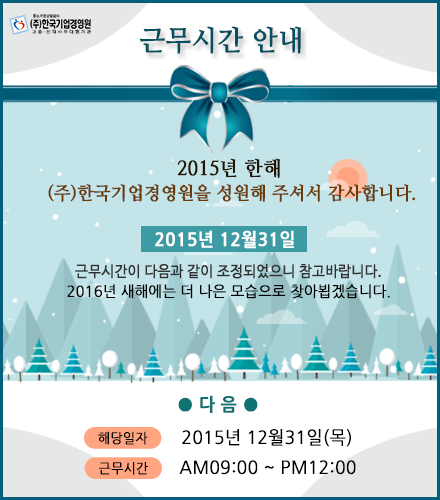 (주)한국기업경영원
근무시간 안내
2015년 한해
(주)한국기업경영원을 성원해 주셔서 감사합니다.
2015년 12월31일
근무시간이 다음과 같이 조정되었으니 참고바랍니다.
2016년 새해에는 더 나은 모습으로 찾아뵙겠습니다.
● 다 음 ●
해당일자 2015년 12월31일(목)
근무시간 AM09:00 ~ PM12:00